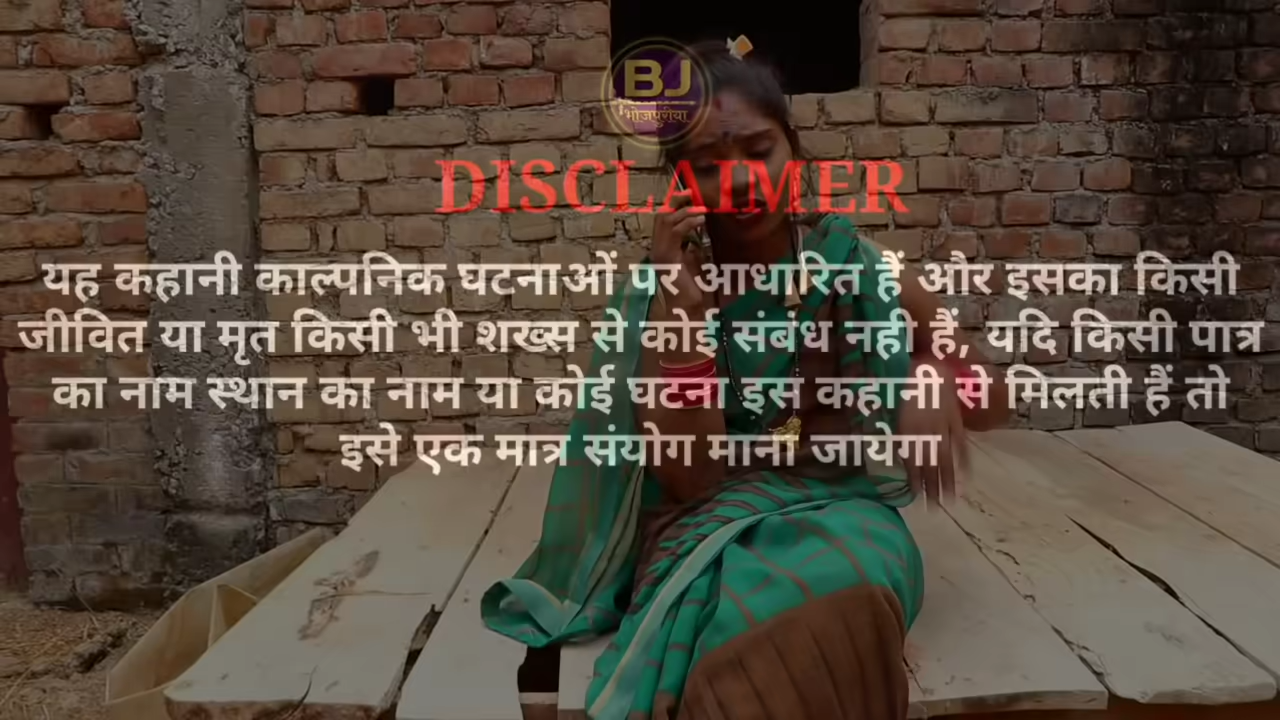 BJ
भोजपुरीया
DISCLAIMER
यह कहानी काल्पनिक घटनाओं पर आधारित हैं और इसका किसी
जीवित या मृत किसी भी शख्स से कोई संबंध नही हैं, यदि किसी पात्र
का नाम स्थान का नाम या कोई घटना इस कहानी से मिलती हैं तो
इसे एक मात्र संयोग माना जायेगा